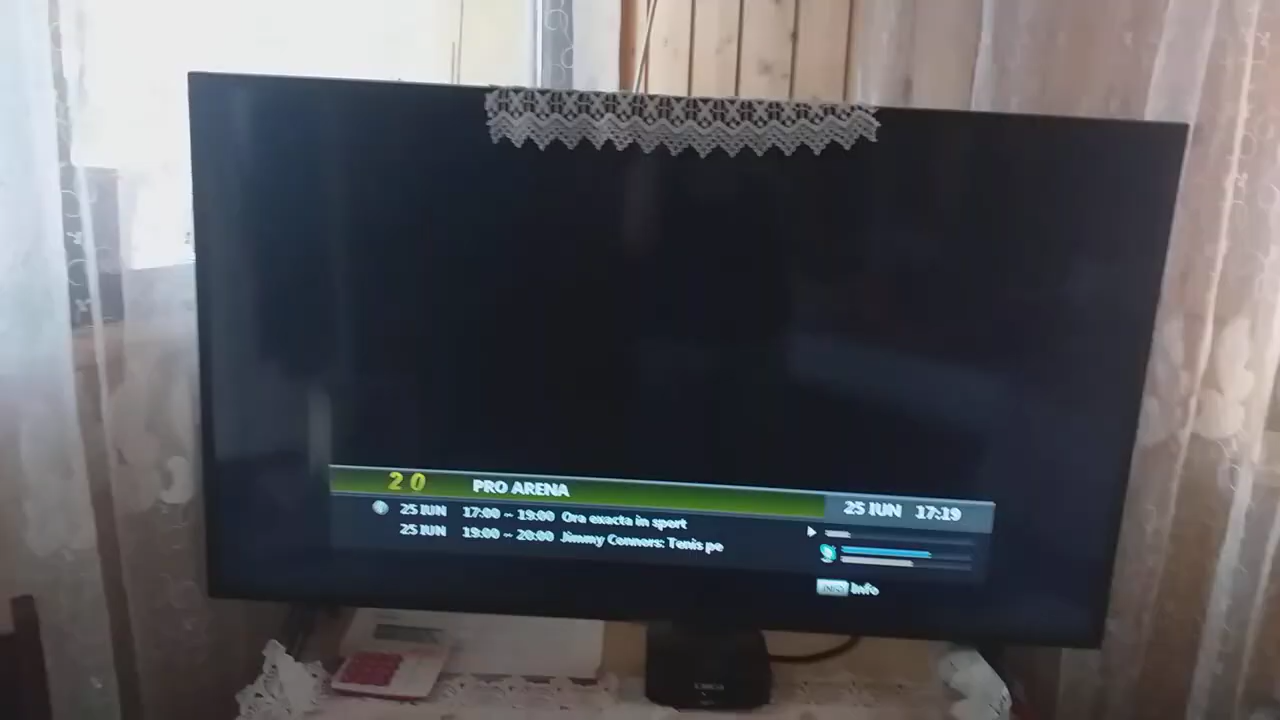 20 PRO ARENA
25 IUN 17:19
25 IUN 17:00 ~ 19:00 Ora exacta in sport
25 IUN 19:00 ~ 20:00 Jimmy Connors: Tenis pe
Info